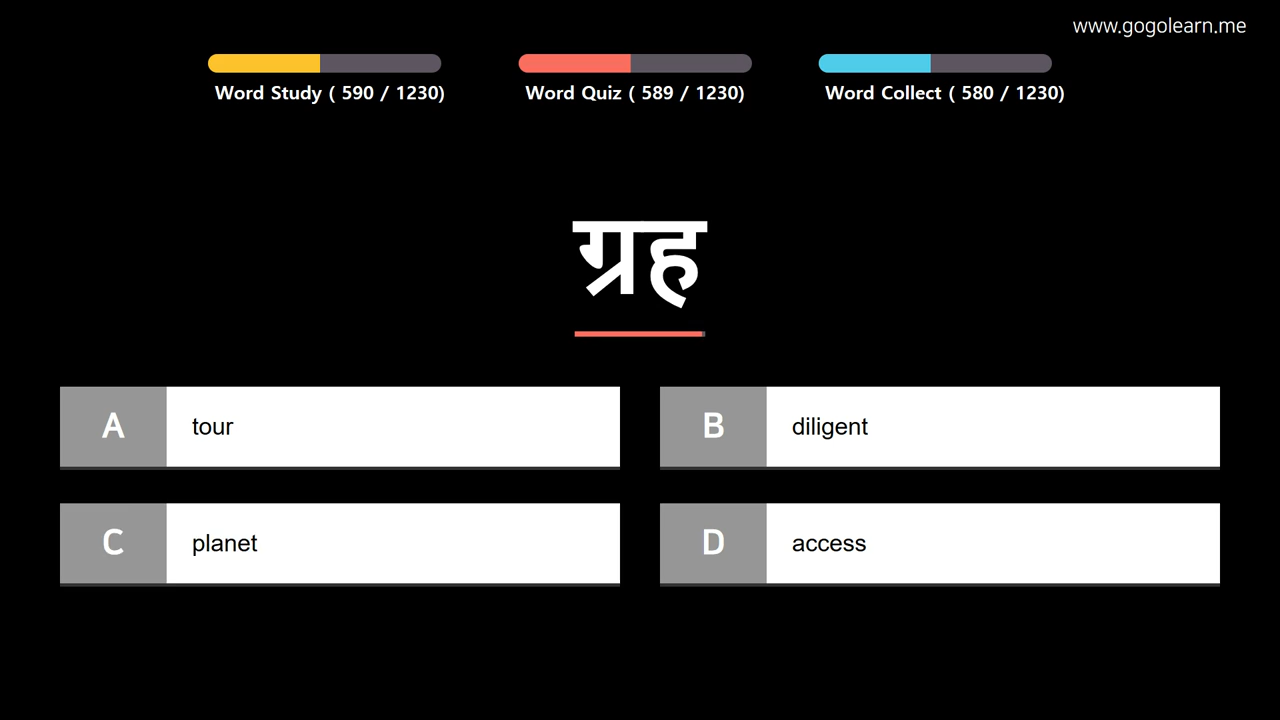 www.gogolearn.me
Word Study ( 590 / 1230)
Word Quiz ( 589 / 1230)
Word Collect ( 580 / 1230)
ग्रह
A tour
B diligent
C planet
D access